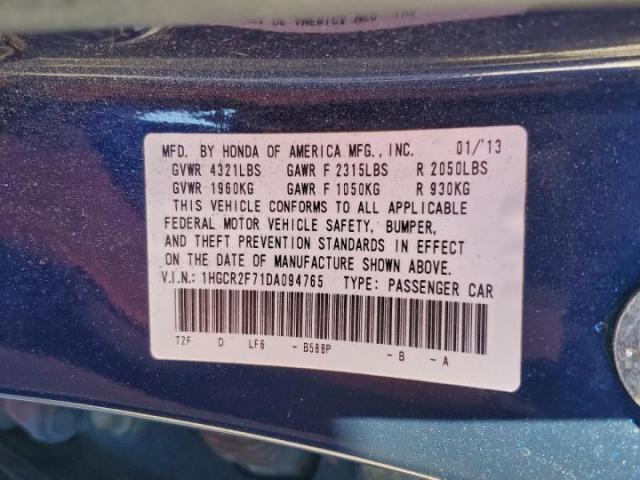 MFD. BY HONDA OF AMERICA MFG., INC. 01/'13
GVWR 4321LBS GAWR F 2315LBS R 2050LBS
GVWR 1960KG GAWR F 1050KG R 930KG
THIS VEHICLE CONFORMS TO ALL APPLICABLE
FEDERAL MOTOR VEHICLE SAFETY, BUMPER,
AND THEFT PREVENTION STANDARDS IN EFFECT
ON THE DATE OF MANUFACTURE SHOWN ABOVE.
V.I.N.: 1HGCR2F71DA094765 TYPE: PASSENGER CAR
T2F D LF6 - B588P - B - A